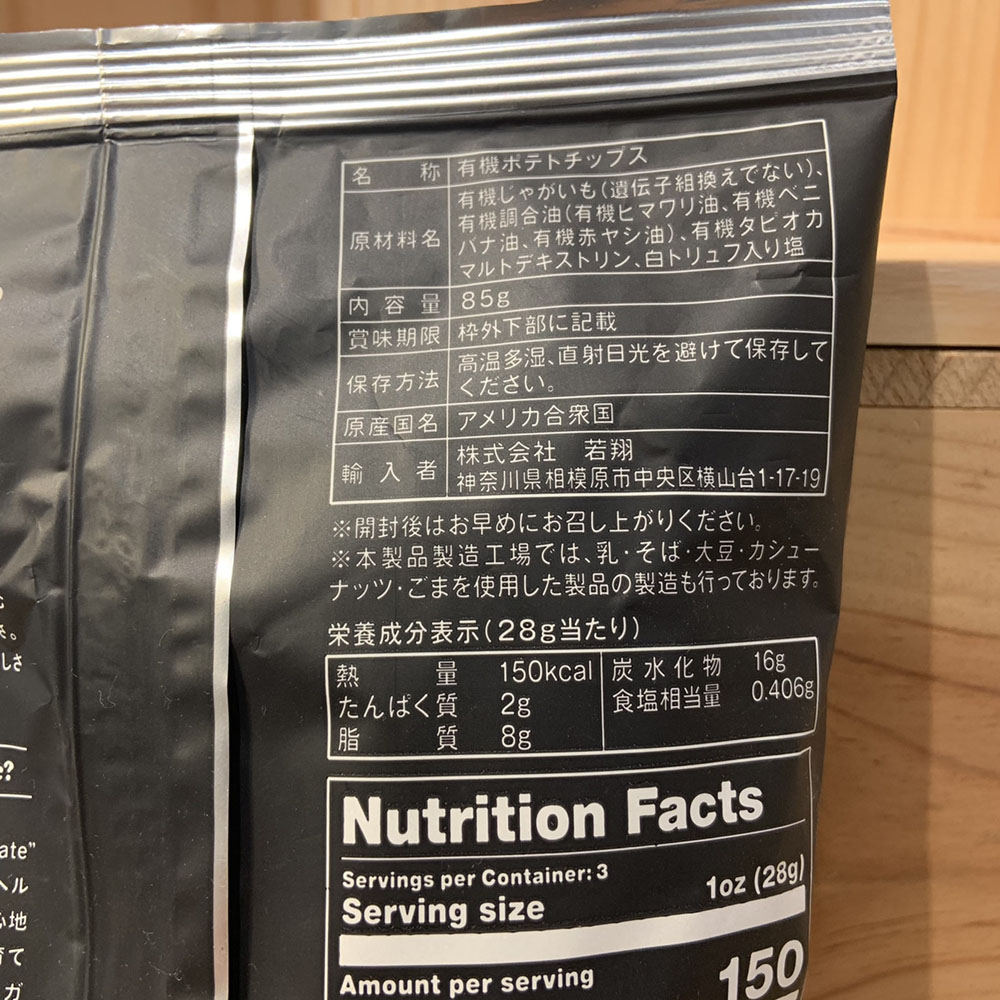 名称 有機ポテトチップス
原材料名 有機じゃがいも(遺伝子組換えでない)、
有機調合油(有機ヒマワリ油、有機ベニ
バナ油、有機赤ヤシ油)、有機タピオカ
マルトデキストリン、白トリュフ入り塩
内容量 85g
賞味期限 枠外下部に記載
保存方法 高温多湿、直射日光を避けて保存して
ください。
原産国名 アメリカ合衆国
輸入者 株式会社 若翔
神奈川県相模原市中央区横山台1-17-19
※開封後はお早めにお召し上がりください。
※本製品製造工場では、乳・そば・大豆・カシュー
ナッツ・ごまを使用した製品の製造も行っております。
栄養成分表示(28g当たり)
熱量 150kcal 炭水化物 16g
たんぱく質 2g 食塩相当量 0.406g
脂質 8g
Nutrition Facts
Servings per Container: 3
Serving size 1oz (28g)
Amount per serving 150
しさ
?
ate”
ヘル
心地
育て
ガ